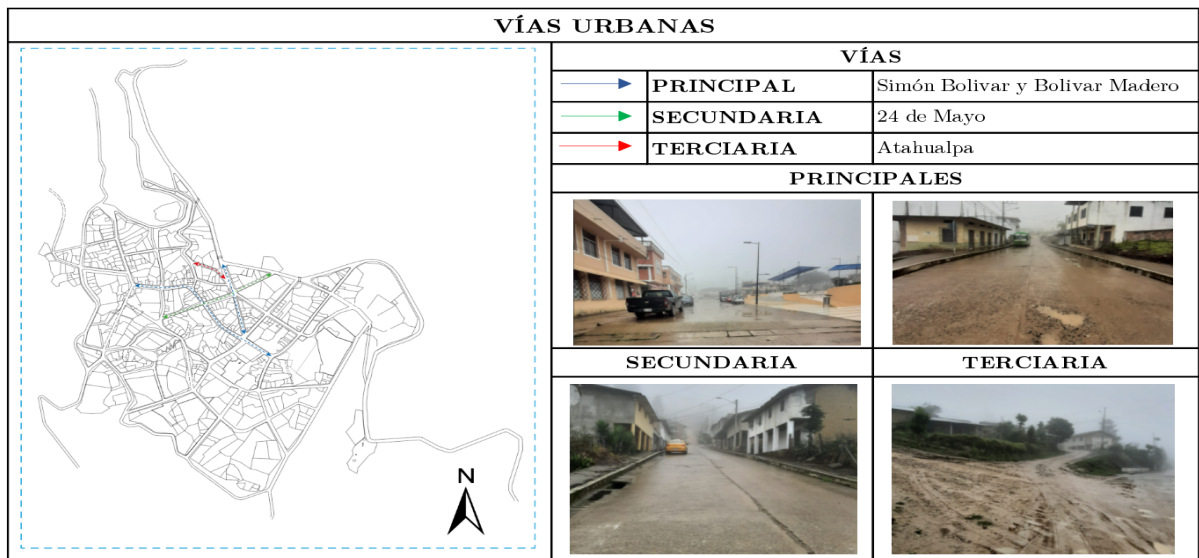 VÍAS URBANAS
VÍAS
PRINCIPAL Simón Bolivar y Bolivar Madero
SECUNDARIA 24 de Mayo
TERCIARIA Atahualpa
PRINCIPALES
SECUNDARIA TERCIARIA
N